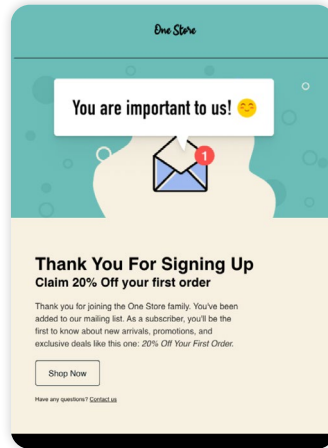 One Store
You are important to us! 😊
1
Thank You For Signing Up
Claim 20% Off your first order
Thank you for joining the One Store family. You've been
added to our mailing list. As a subscriber, you'll be the
first to know about new arrivals, promotions, and
exclusive deals like this one: 20% Off Your First Order.
Shop Now
Have any questions? Contact us